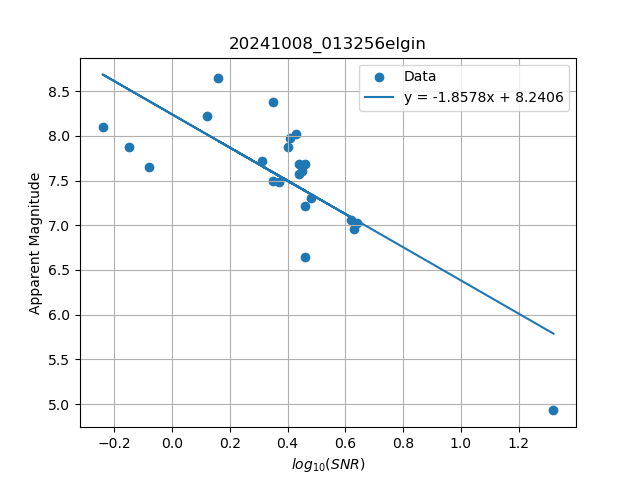 20241008_013256elgin
Data
y = -1.8578x + 8.2406
Apparent Magnitude
8.5
8.0
7.5
7.0
6.5
6.0
5.5
5.0
−0.2 0.0 0.2 0.4 0.6 0.8 1.0 1.2
log10(SNR)